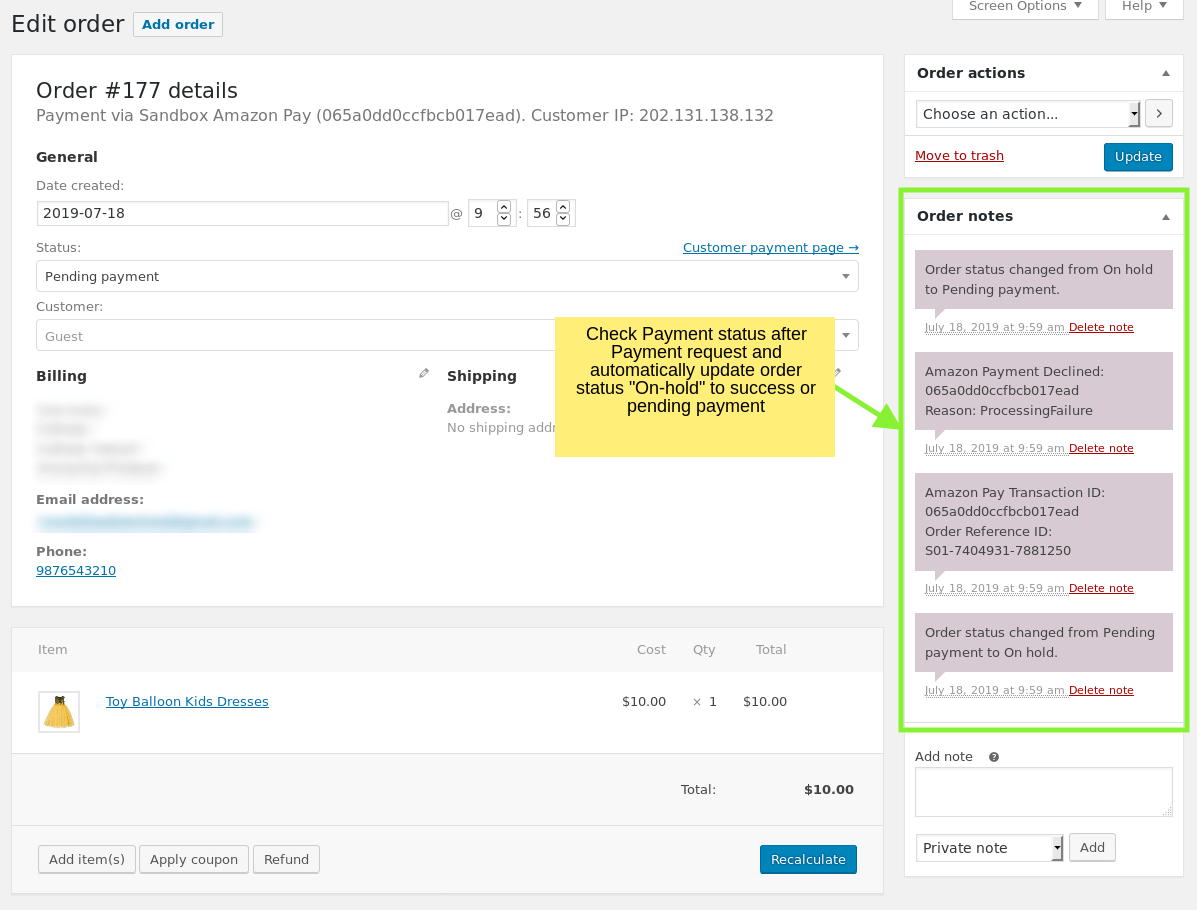 Edit order
Add order
Screen Options
Help
Order #177 details
Payment via Sandbox Amazon Pay (065a0dd0ccfbcb017ead). Customer IP: 202.131.138.132
General
Date created:
2019-07-18 @ 9 : 56
Status:
Customer payment page →
Pending payment
Customer:
Guest
Billing
Shipping
Address:
No shipping addr
Email address:
Phone:
9876543210
Check Payment status after
Payment request and
automatically update order
status "On-hold" to success or
pending payment
Item Cost Qty Total
Toy Balloon Kids Dresses $10.00 × 1 $10.00
Total: $10.00
Add item(s)
Apply coupon
Refund
Recalculate
Order actions
Choose an action...
Move to trash
Update
Order notes
Order status changed from On hold
to Pending payment.
July 18, 2019 at 9:59 am Delete note
Amazon Payment Declined:
065a0dd0ccfbcb017ead
Reason: ProcessingFailure
July 18, 2019 at 9:59 am Delete note
Amazon Pay Transaction ID:
065a0dd0ccfbcb017ead
Order Reference ID:
S01-7404931-7881250
July 18, 2019 at 9:59 am Delete note
Order status changed from Pending
payment to On hold.
July 18, 2019 at 9:59 am Delete note
Add note
Private note
Add